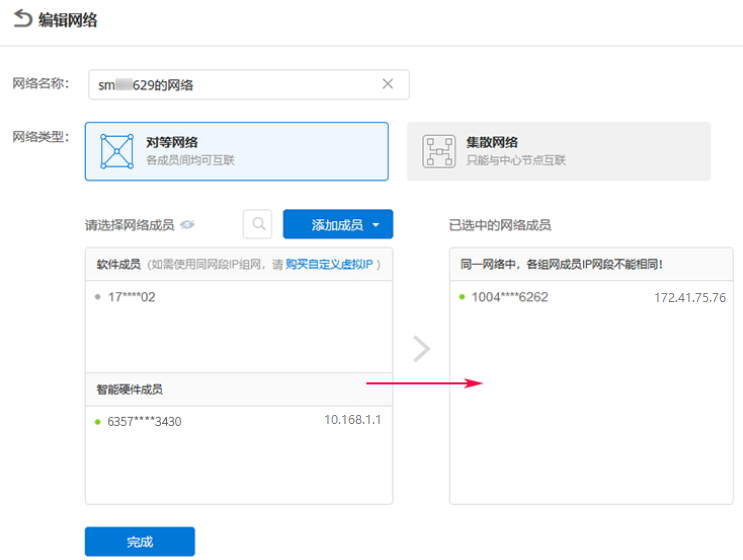 编辑网络
网络名称：
sm 629的网络
网络类型：
对等网络
各成员间均可互联
集散网络
只能与中心节点互联
请选择网络成员
添加成员
已选中的网络成员
软件成员（如需使用同网段IP组网，请 购买自定义虚拟IP ）
17****02
智能硬件成员
6357****3430 10.168.1.1
同一网络中，各组网成员IP网段不能相同！
1004****6262 172.41.75.76
完成